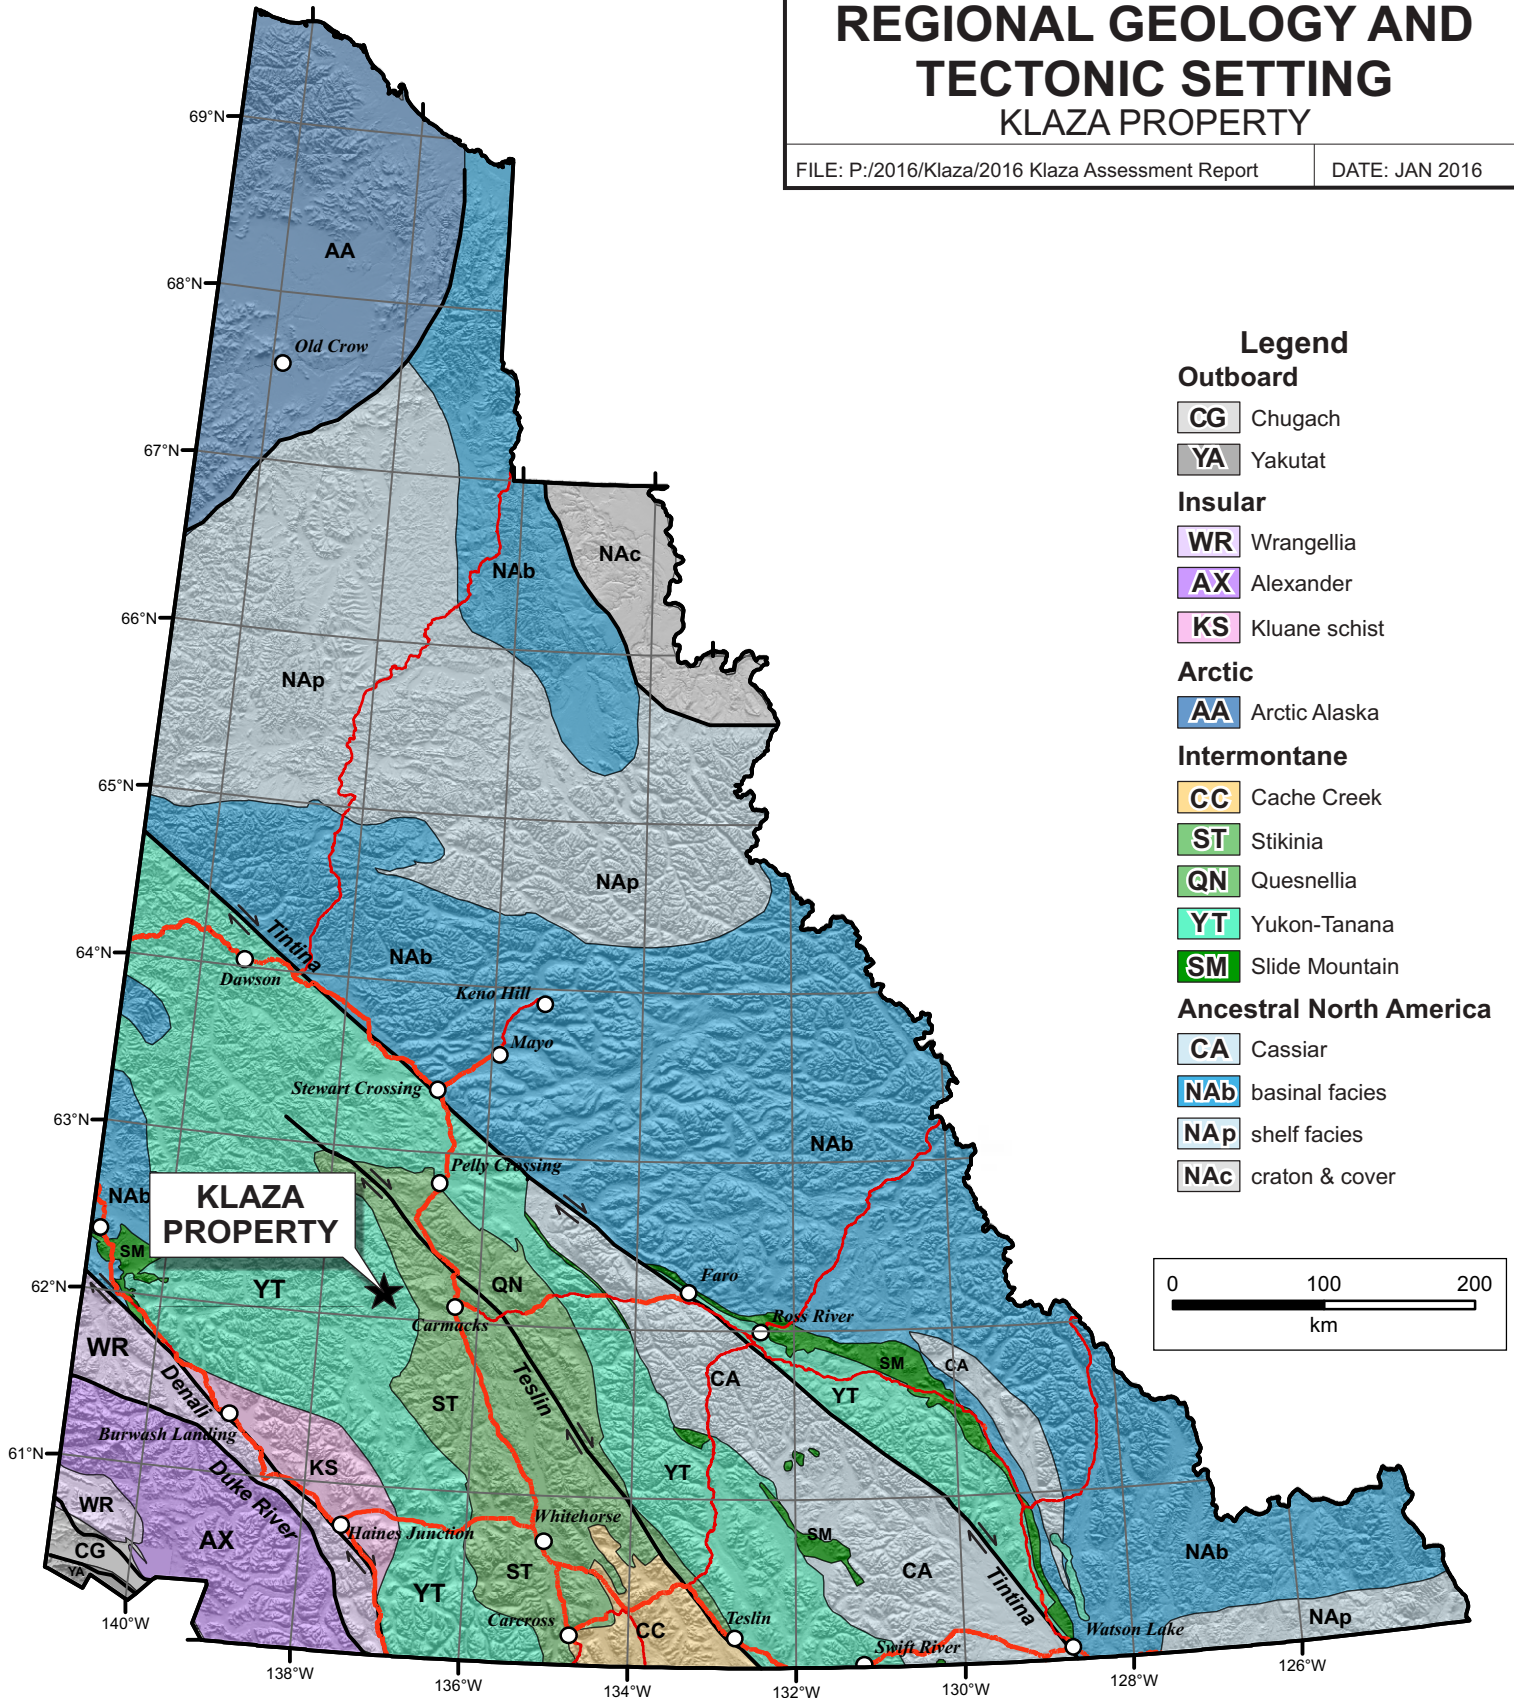 REGIONAL GEOLOGY AND
TECTONIC SETTING
KLAZA PROPERTY
FILE: P:/2016/Klaza/2016 Klaza Assessment Report
DATE: JAN 2016
69°N
68°N
67°N
66°N
65°N
64°N
63°N
62°N
61°N
140°W
138°W
136°W
134°W
132°W
130°W
128°W
126°W
AA
Old Crow
NAc
NAb
NAp
NAp
Tintina
NAb
Dawson
Keno Hill
Mayo
Stewart Crossing
NAb
Pelly Crossing
NAb
KLAZA
PROPERTY
SM
YT
QN
Faro
Carmacks
Ross River
WR
Denali
Teslin
SM
CA
CA
YT
ST
Burwash Landing
KS
YT
Duke River
WR
Whitehorse
Haines Junction
AX
SM
CG
YA
ST
CA
NAb
YT
Tintina
Carcross
CC
Teslin
Swift River
Watson Lake
NAp
Legend
Outboard
CG Chugach
YA Yakutat
Insular
WR Wrangellia
AX Alexander
KS Kluane schist
Arctic
AA Arctic Alaska
Intermontane
CC Cache Creek
ST Stikinia
QN Quesnellia
YT Yukon-Tanana
SM Slide Mountain
Ancestral North America
CA Cassiar
NAb basinal facies
NAp shelf facies
NAc craton & cover
0 100 200
km